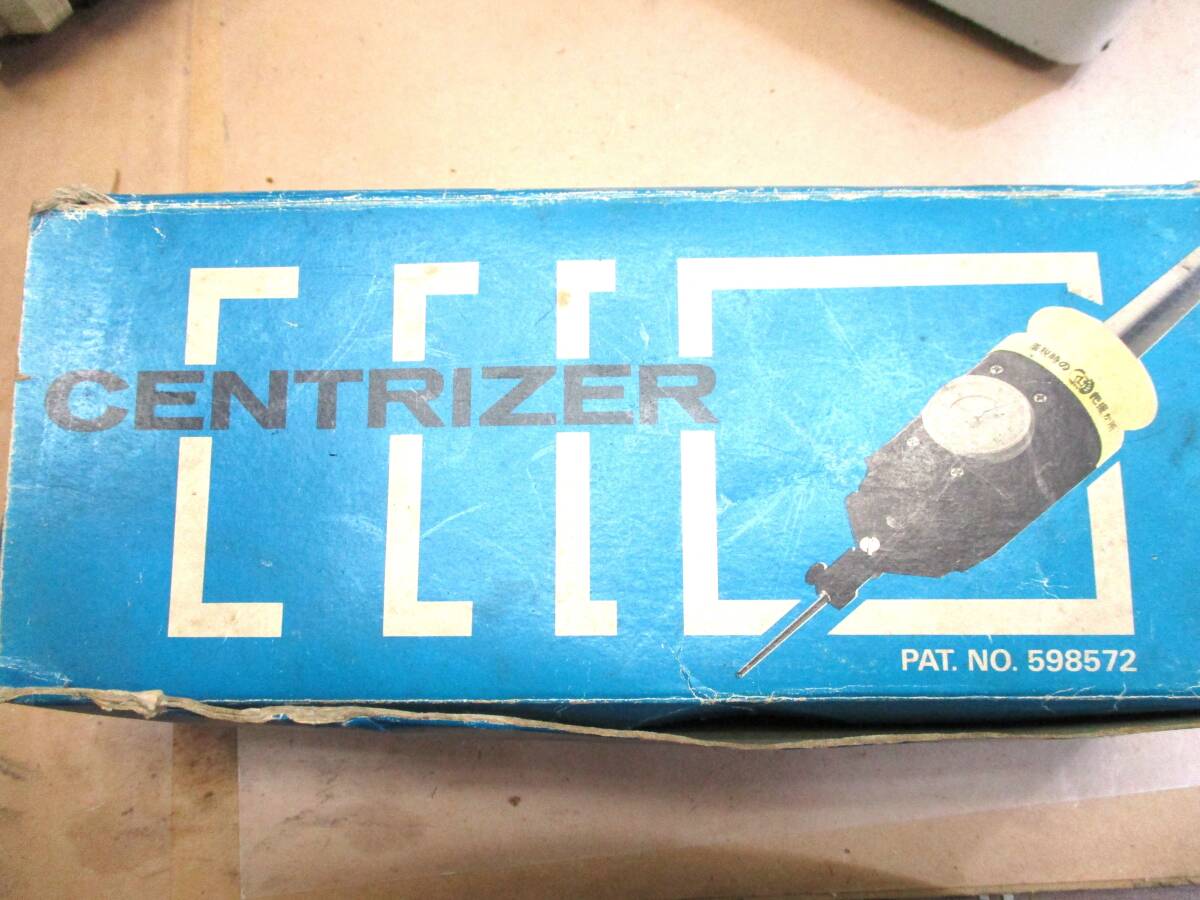 CENTRIZER
PAT. NO. 598572